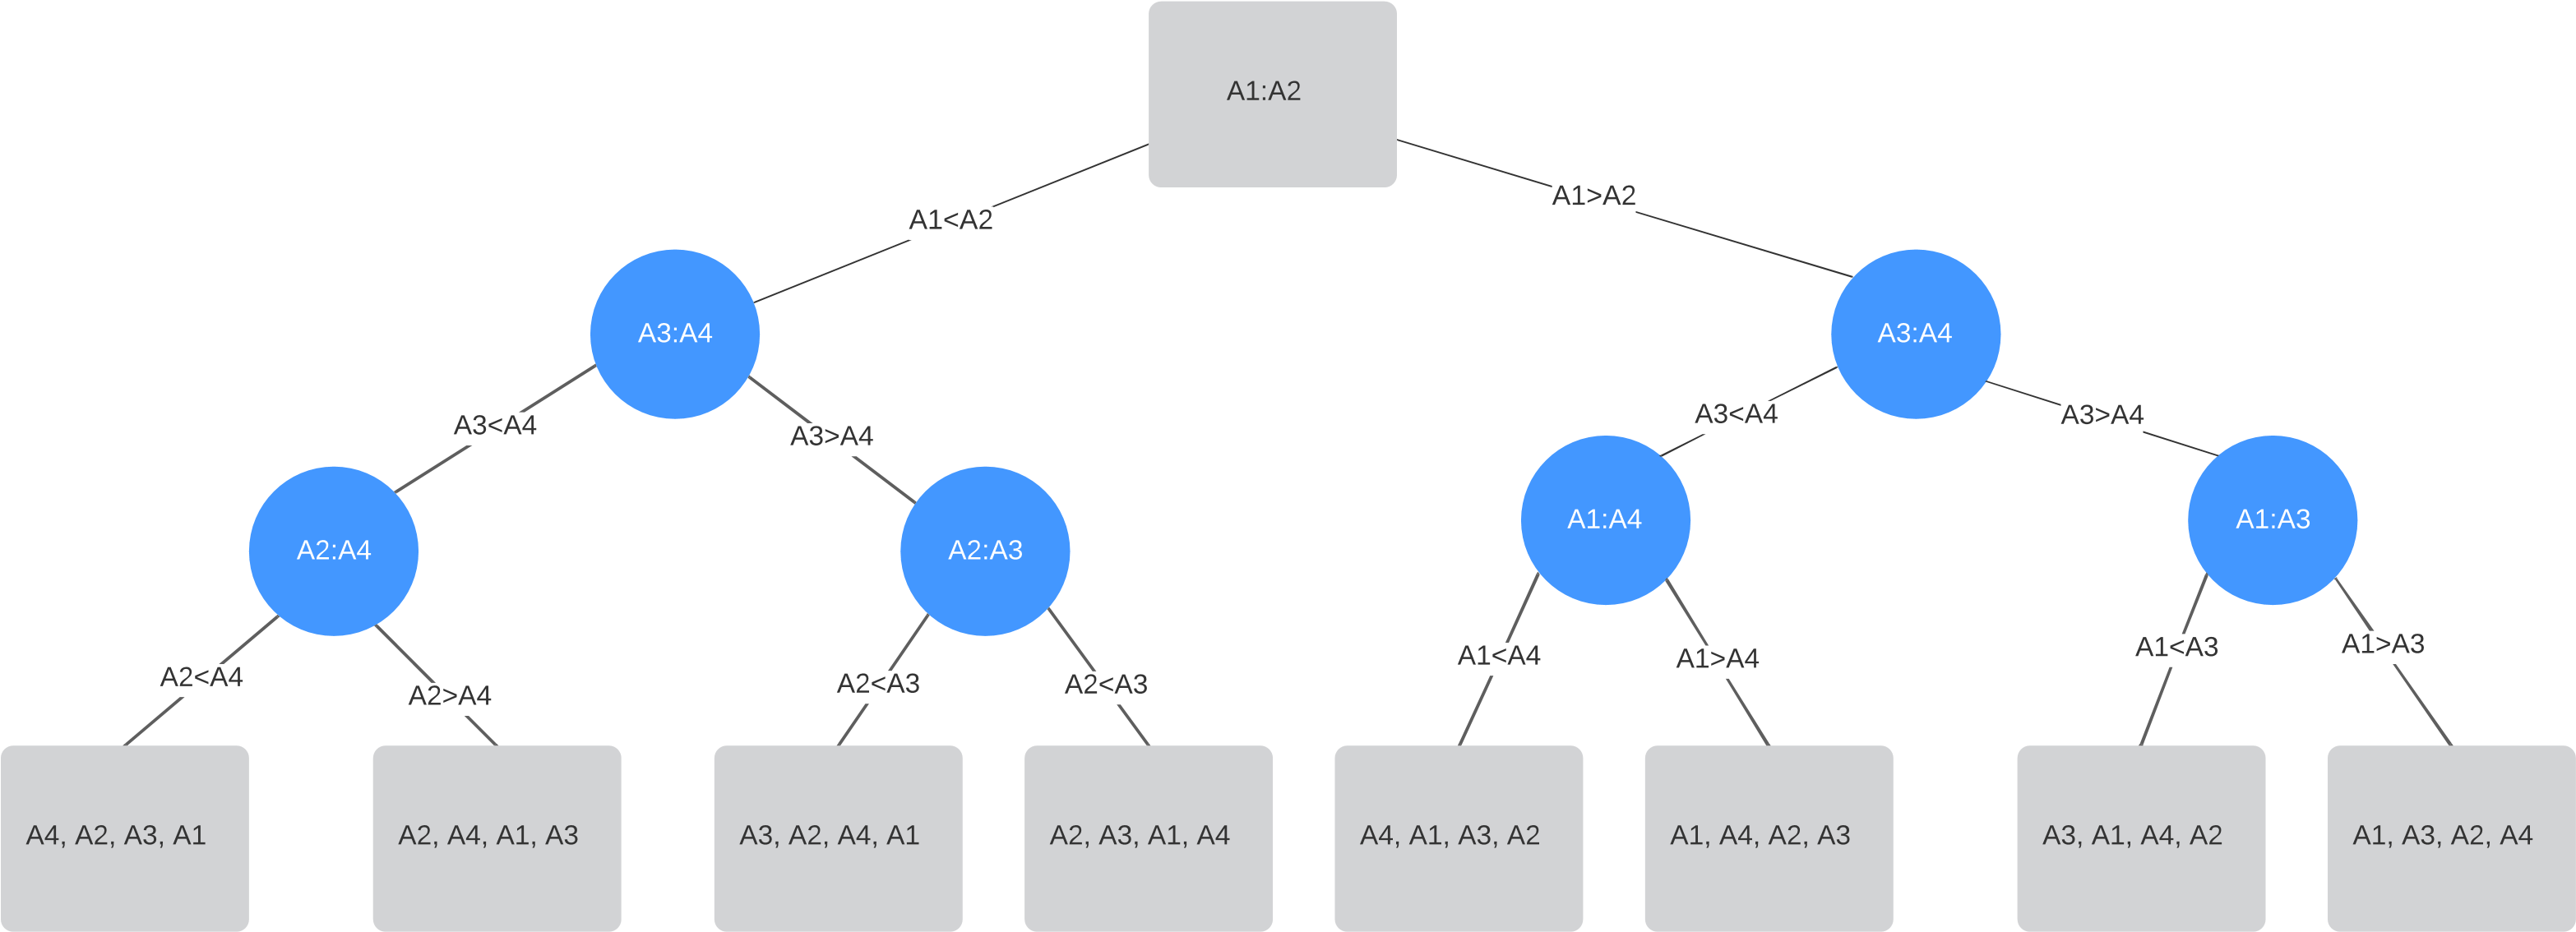 A1:A2
A1<A2
A1>A2
A3:A4
A3:A4
A3<A4
A3>A4
A3<A4
A3>A4
A2:A4
A2:A3
A1:A4
A1:A3
A2<A4
A2>A4
A2<A3
A2<A3
A1<A4
A1>A4
A1<A3
A1>A3
A4, A2, A3, A1
A2, A4, A1, A3
A3, A2, A4, A1
A2, A3, A1, A4
A4, A1, A3, A2
A1, A4, A2, A3
A3, A1, A4, A2
A1, A3, A2, A4